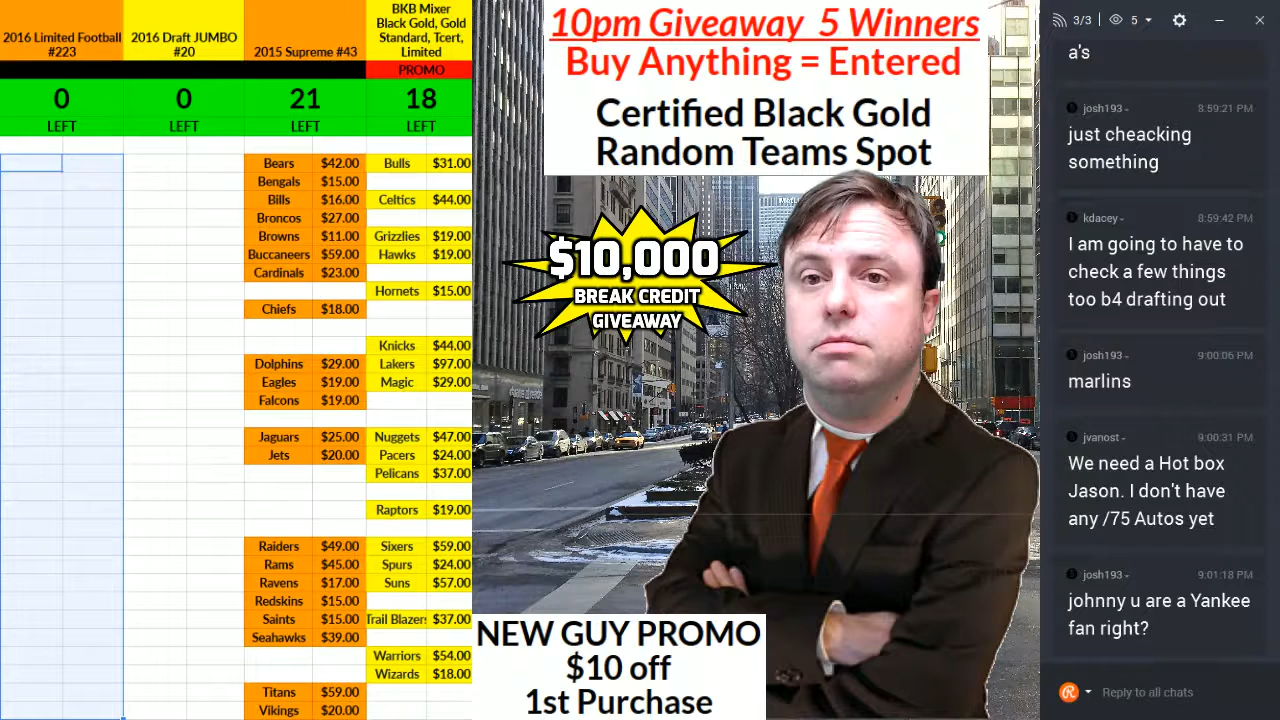 2016 Limited Football
#223
2016 Draft JUMBO
#20
2015 Supreme #43
BKB Mixer
Black Gold, Gold
Standard, Tcert,
Limited
PROMO
0
0
21
18
LEFT
LEFT
LEFT
LEFT
Bears $42.00 Bulls $31.00
Bengals $15.00
Bills $16.00 Celtics $44.00
Broncos $27.00
Browns $11.00 Grizzlies $19.00
Buccaneers $59.00 Hawks $19.00
Cardinals $23.00
Hornets $15.00
Chiefs $18.00
Knicks $44.00
Dolphins $29.00 Lakers $97.00
Eagles $19.00 Magic $29.00
Falcons $19.00
Jaguars $25.00 Nuggets $47.00
Jets $20.00 Pacers $24.00
Pelicans $37.00
Raptors $19.00
Raiders $49.00 Sixers $59.00
Rams $45.00 Spurs $24.00
Ravens $17.00 Suns $57.00
Redskins $15.00
Saints $15.00 Trail Blazers $37.00
Seahawks $39.00
Warriors $54.00
Wizards $18.00
Titans $59.00
Vikings $20.00
10pm Giveaway 5 Winners
Buy Anything = Entered
Certified Black Gold
Random Teams Spot
$10,000
BREAK CREDIT
GIVEAWAY
NEW GUY PROMO
$10 off
1st Purchase
3/3 5
a's
josh193 8:59:21 PM
just cheacking
something
kdacey 8:59:42 PM
I am going to have to
check a few things
too b4 drafting out
josh193 9:00:06 PM
marlins
jvanost 9:00:31 PM
We need a Hot box
Jason. I don't have
any /75 Autos yet
josh193 9:01:18 PM
johnny u are a Yankee
fan right?
Reply to all chats